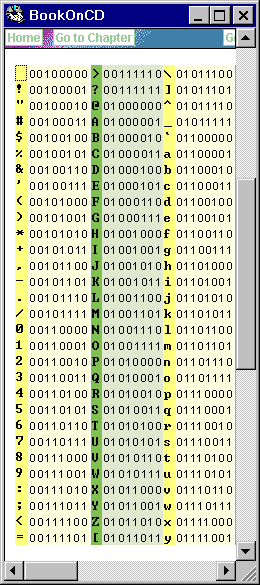 BookOnCD
Home Go to Chapter Go
00100000 > 00111110 \ 01011100
! 00100001 ? 00111111 ] 01011101
" 00100010 @ 01000000 ^ 01011110
# 00100011 A 01000001 _ 01011111
$ 00100100 B 01000010 ` 01100000
% 00100101 C 01000011 a 01100001
& 00100110 D 01000100 b 01100010
' 00100111 E 01000101 c 01100011
( 00101000 F 01000110 d 01100100
) 00101001 G 01000111 e 01100101
* 00101010 H 01001000 f 01100110
+ 00101011 I 01001001 g 01100111
, 00101100 J 01001010 h 01101000
- 00101101 K 01001011 i 01101001
. 00101110 L 01001100 j 01101010
/ 00101111 M 01001101 k 01101011
0 00110000 N 01001110 l 01101100
1 00110001 O 01001111 m 01101101
2 00110010 P 01010000 n 01101110
3 00110011 Q 01010001 o 01101111
4 00110100 R 01010010 p 01110000
5 00110101 S 01010011 q 01110001
6 00110110 T 01010100 r 01110010
7 00110111 U 01010101 s 01110011
8 00111000 V 01010110 t 01110100
9 00111001 W 01010111 u 01110101
: 00111010 X 01011000 v 01110110
; 00111011 Y 01011001 w 01110111
< 00111100 Z 01011010 x 01111000
= 00111101 [ 01011011 y 01111001